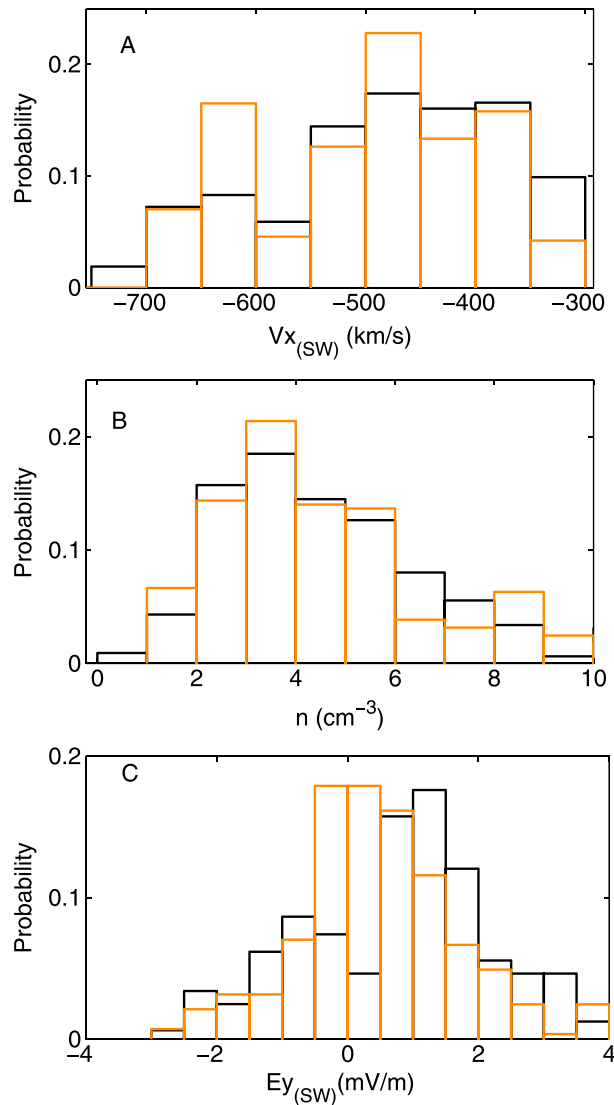 A
0.2
0.1
0
Probability
−700 −600 −500 −400 −300
Vx(SW) (km/s)
B
0.2
0.1
0
Probability
0 2 4 6 8 10
n (cm−3)
C
0.2
0.1
0
Probability
−4 −2 0 2 4
Ey(SW)(mV/m)